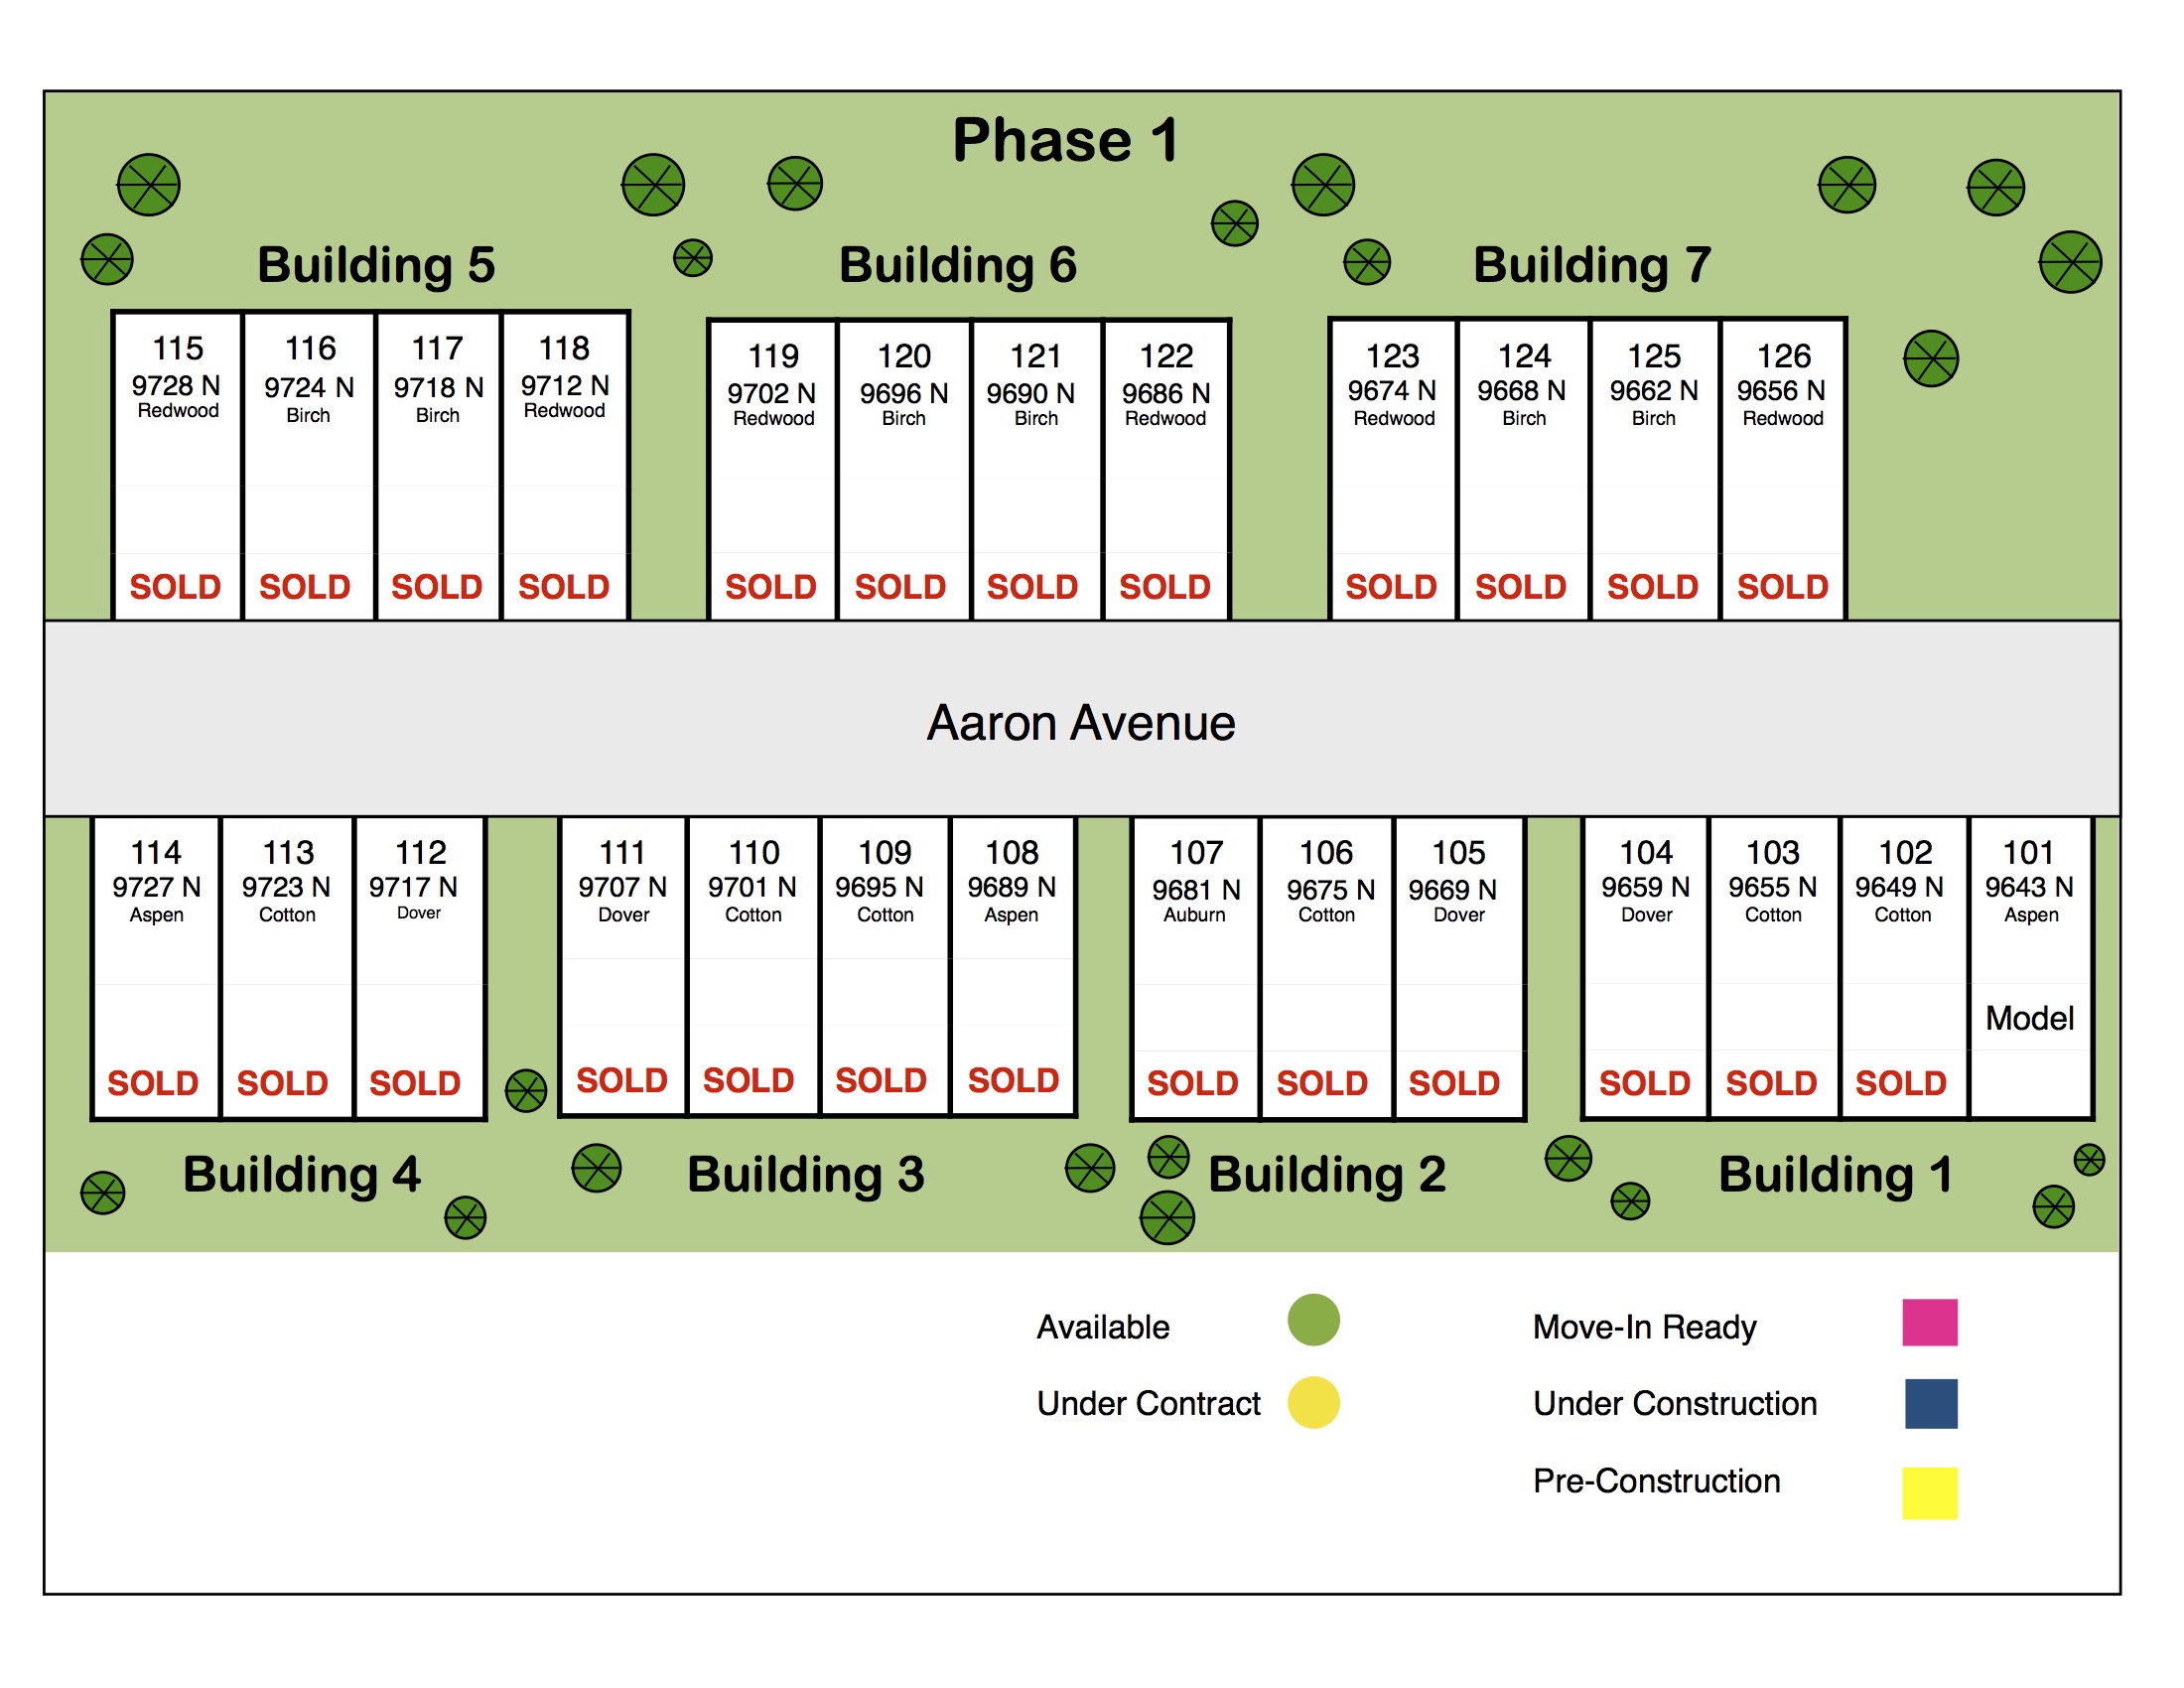 Phase 1
Building 5
Building 6
Building 7
115
9728 N
Redwood
SOLD
116
9724 N
Birch
SOLD
117
9718 N
Birch
SOLD
118
9712 N
Redwood
SOLD
119
9702 N
Redwood
SOLD
120
9696 N
Birch
SOLD
121
9690 N
Birch
SOLD
122
9686 N
Redwood
SOLD
123
9674 N
Redwood
SOLD
124
9668 N
Birch
SOLD
125
9662 N
Birch
SOLD
126
9656 N
Redwood
SOLD
Aaron Avenue
114
9727 N
Aspen
SOLD
113
9723 N
Cotton
SOLD
112
9717 N
Dover
SOLD
111
9707 N
Dover
SOLD
110
9701 N
Cotton
SOLD
109
9695 N
Cotton
SOLD
108
9689 N
Aspen
SOLD
107
9681 N
Auburn
SOLD
106
9675 N
Cotton
SOLD
105
9669 N
Dover
SOLD
104
9659 N
Dover
SOLD
103
9655 N
Cotton
SOLD
102
9649 N
Cotton
SOLD
101
9643 N
Aspen
Model
Building 4
Building 3
Building 2
Building 1
Available
Under Contract
Move-In Ready
Under Construction
Pre-Construction